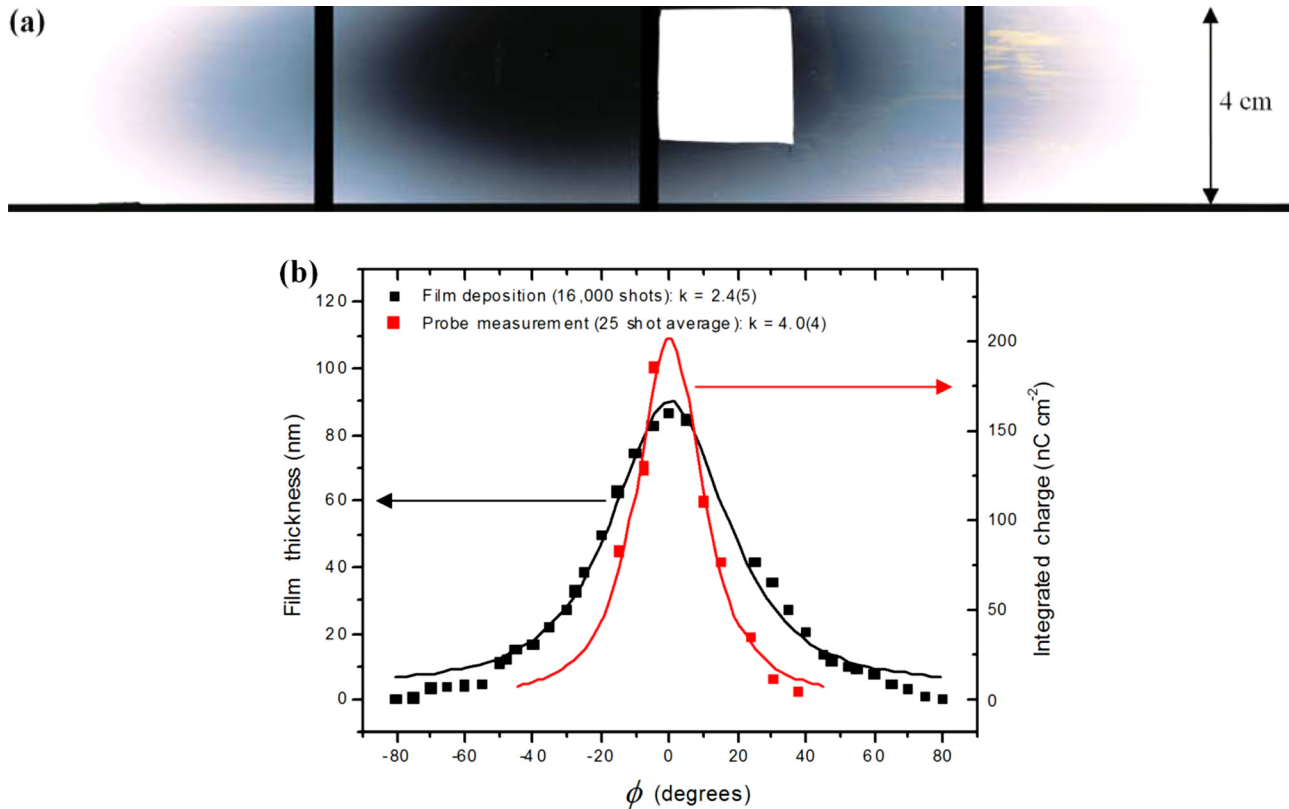 (a)
4 cm
(b)
Film deposition (16,000 shots): k = 2.4(5)
Probe measurement (25 shot average): k = 4.0(4)
120
100
80
60
40
20
0
Film thickness (nm)
200
150
100
50
0
Integrated charge (nC cm⁻²)
-80 -60 -40 -20 0 20 40 60 80
ϕ (degrees)